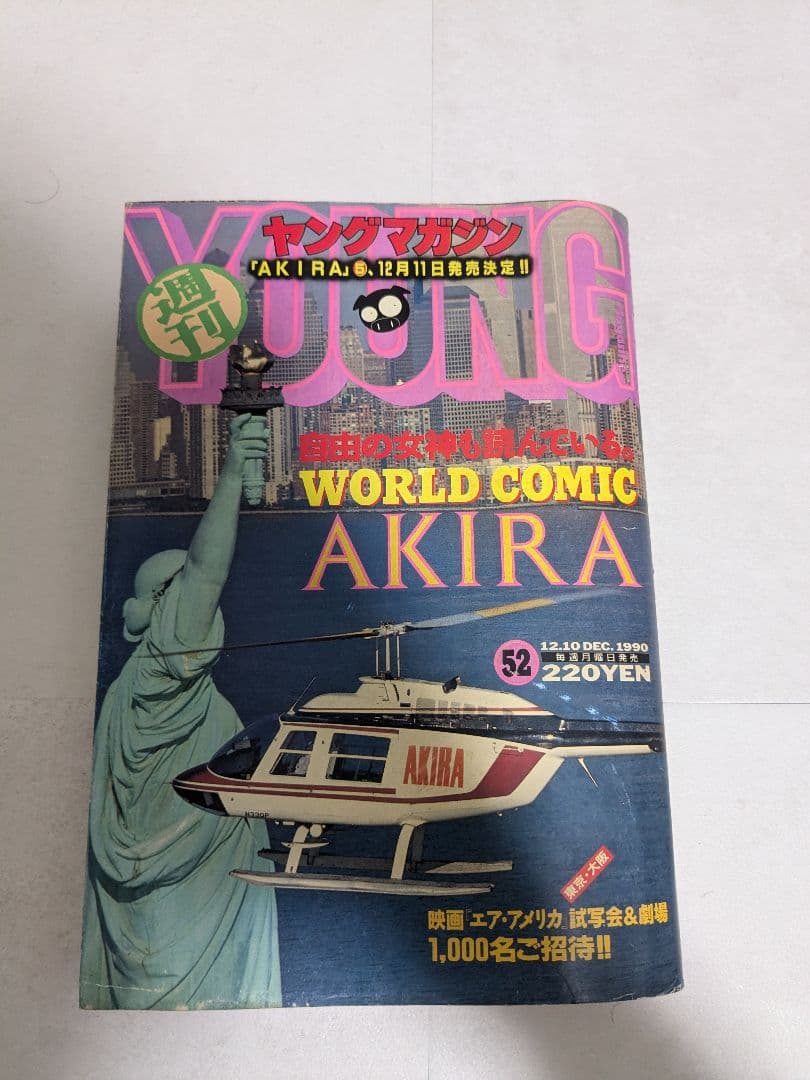 YOUNG
ヤングマガジン
「AKIRA」⑤、12月11日発売決定!!
週刊
自由の女神も読んでいる。
WORLD COMIC
AKIRA
52
12.10 DEC. 1990
毎週月曜日発売
220YEN
AKIRA
東京・大阪
映画『エア・アメリカ』試写会&劇場
1,000名ご招待!!